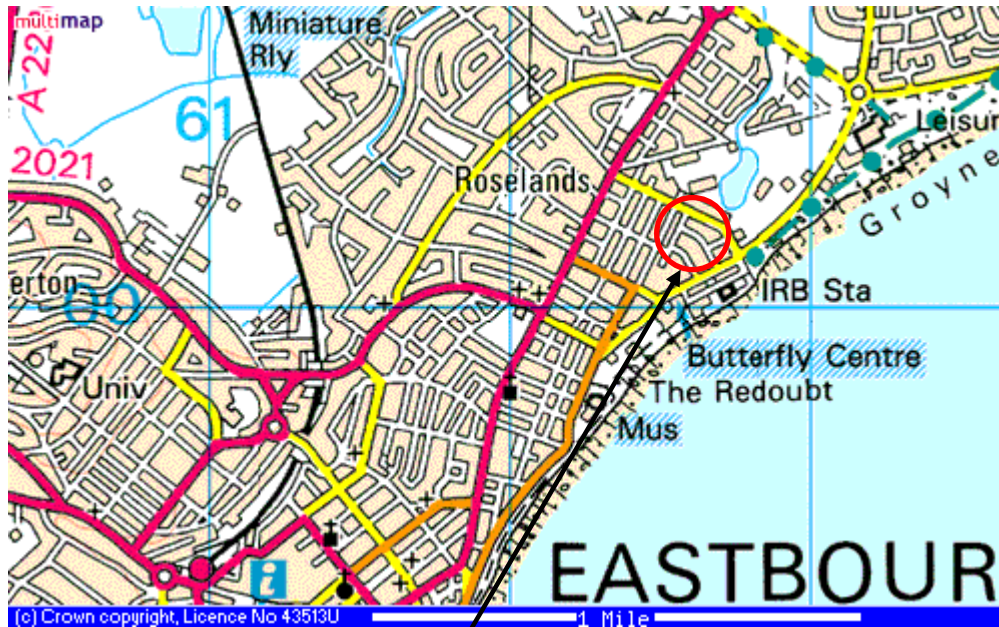 multimap
Miniature
Rly
A 22
61
2021
Roselands
Leisur
Groyne
erton
00
IRB Sta
Univ
Butterfly Centre
The Redoubt
Mus
i
EASTBOUR
(c) Crown copyright, Licence No 43513U
1 Mile